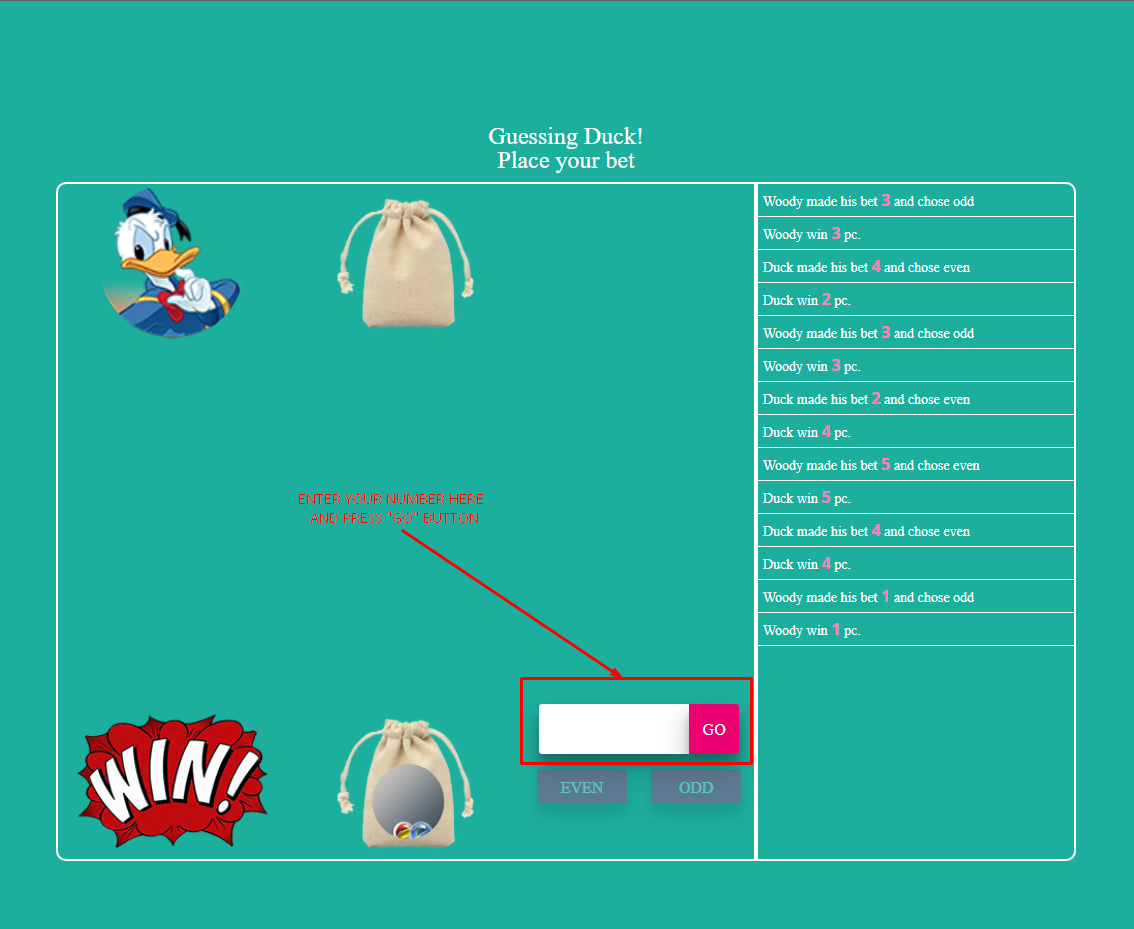 Guessing Duck!
Place your bet
Woody made his bet 3 and chose odd
Woody win 3 pc.
Duck made his bet 4 and chose even
Duck win 2 pc.
Woody made his bet 3 and chose odd
Woody win 3 pc.
Duck made his bet 2 and chose even
Duck win 4 pc.
Woody made his bet 5 and chose even
Duck win 5 pc.
Duck made his bet 4 and chose even
Duck win 4 pc.
Woody made his bet 1 and chose odd
Woody win 1 pc.
ENTER YOUR NUMBER HERE
AND PRESS "GO" BUTTON
GO
EVEN
ODD
WIN!